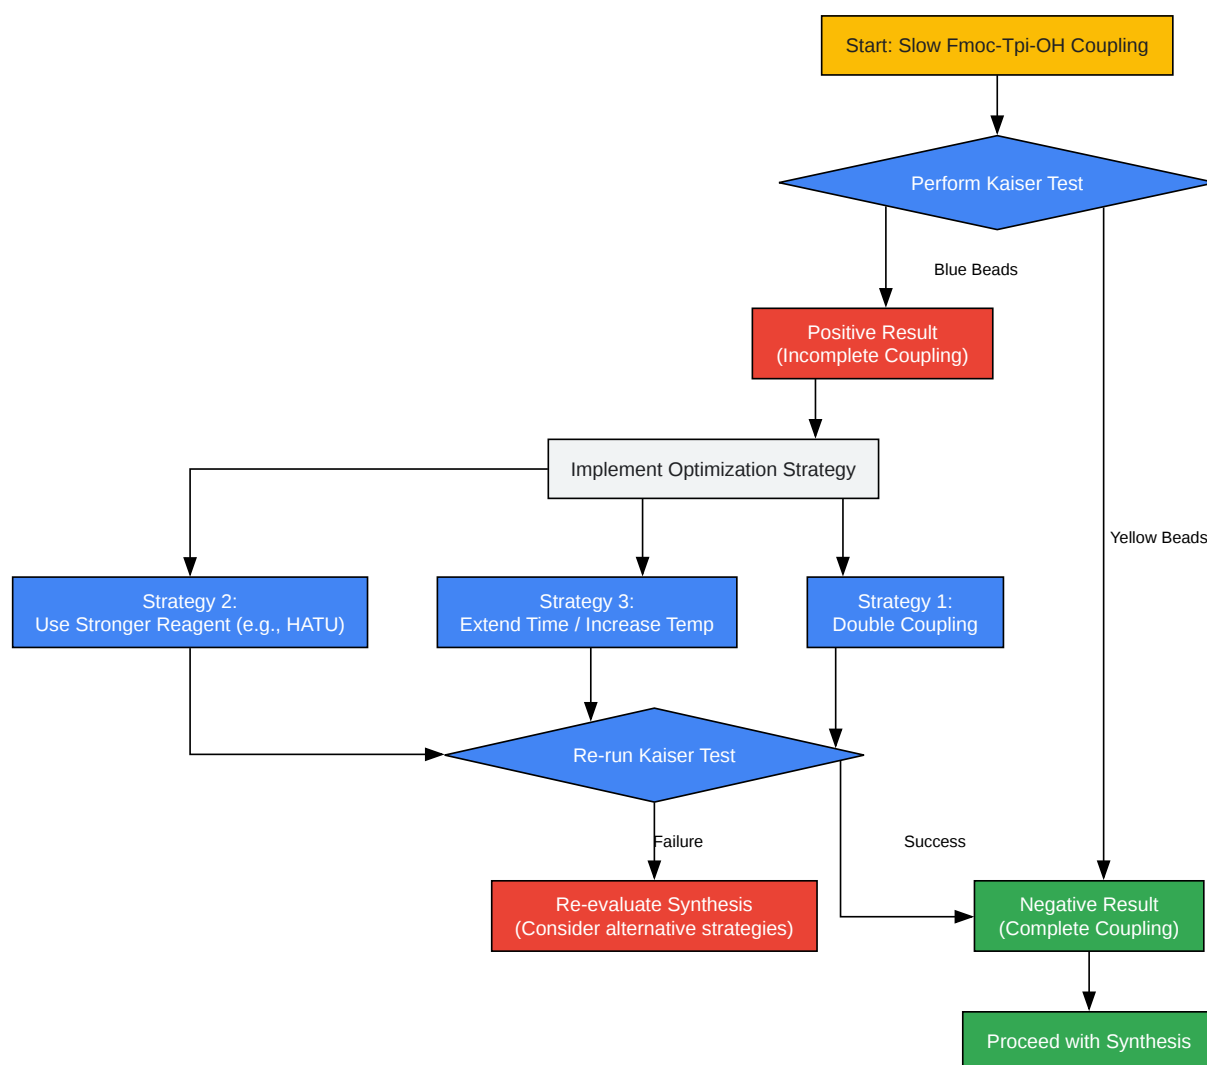 Start: Slow Fmoc-Tpi-OH Coupling
Perform Kaiser Test
Blue Beads
Positive Result
(Incomplete Coupling)
Implement Optimization Strategy
Yellow Beads
Strategy 2:
Use Stronger Reagent (e.g., HATU)
Strategy 3:
Extend Time / Increase Temp
Strategy 1:
Double Coupling
Re-run Kaiser Test
Failure
Success
Re-evaluate Synthesis
(Consider alternative strategies)
Negative Result
(Complete Coupling)
Proceed with Synthesis